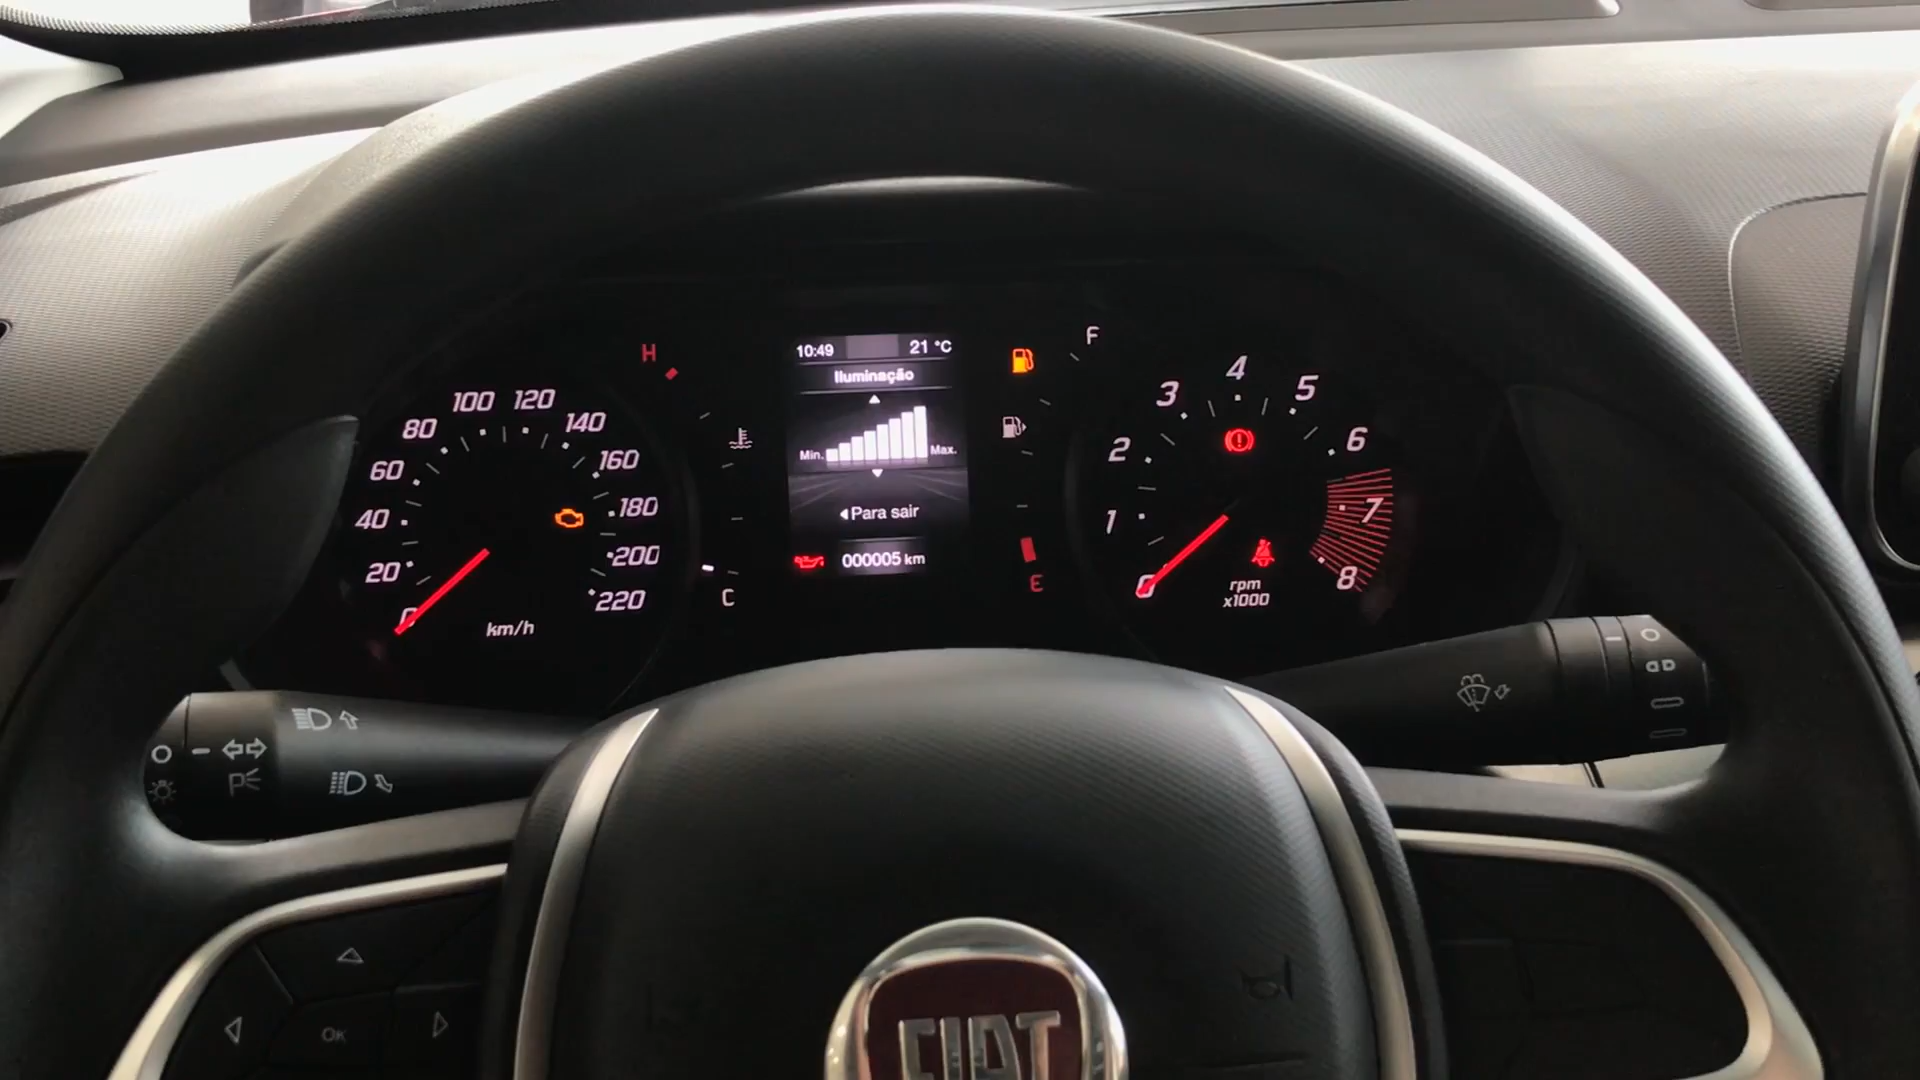 10:49 21 °C
Iluminação
Min. Max.
Para sair
000005 km
H
C
F
E
0
20
40
60
80
100
120
140
160
180
200
220
km/h
0
1
2
3
4
5
6
7
8
rpm
x1000
P
OK
FIAT